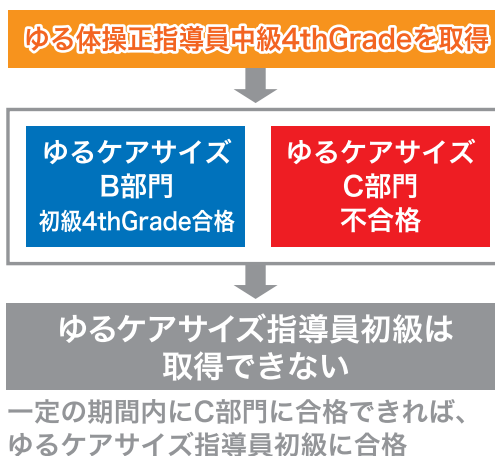 ゆる体操正指導員中級4thGradeを取得
ゆるケアサイズ
B部門
初級4thGrade合格
ゆるケアサイズ
C部門
不合格
ゆるケアサイズ指導員初級は
取得できない
一定の期間内にC部門に合格できれば、
ゆるケアサイズ指導員初級に合格